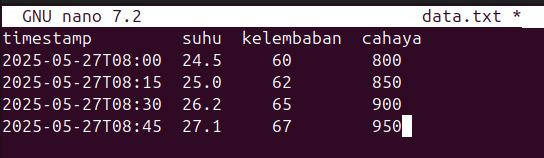 GNU nano 7.2 data.txt *
timestamp suhu kelembaban cahaya
2025-05-27T08:00 24.5 60 800
2025-05-27T08:15 25.0 62 850
2025-05-27T08:30 26.2 65 900
2025-05-27T08:45 27.1 67 950